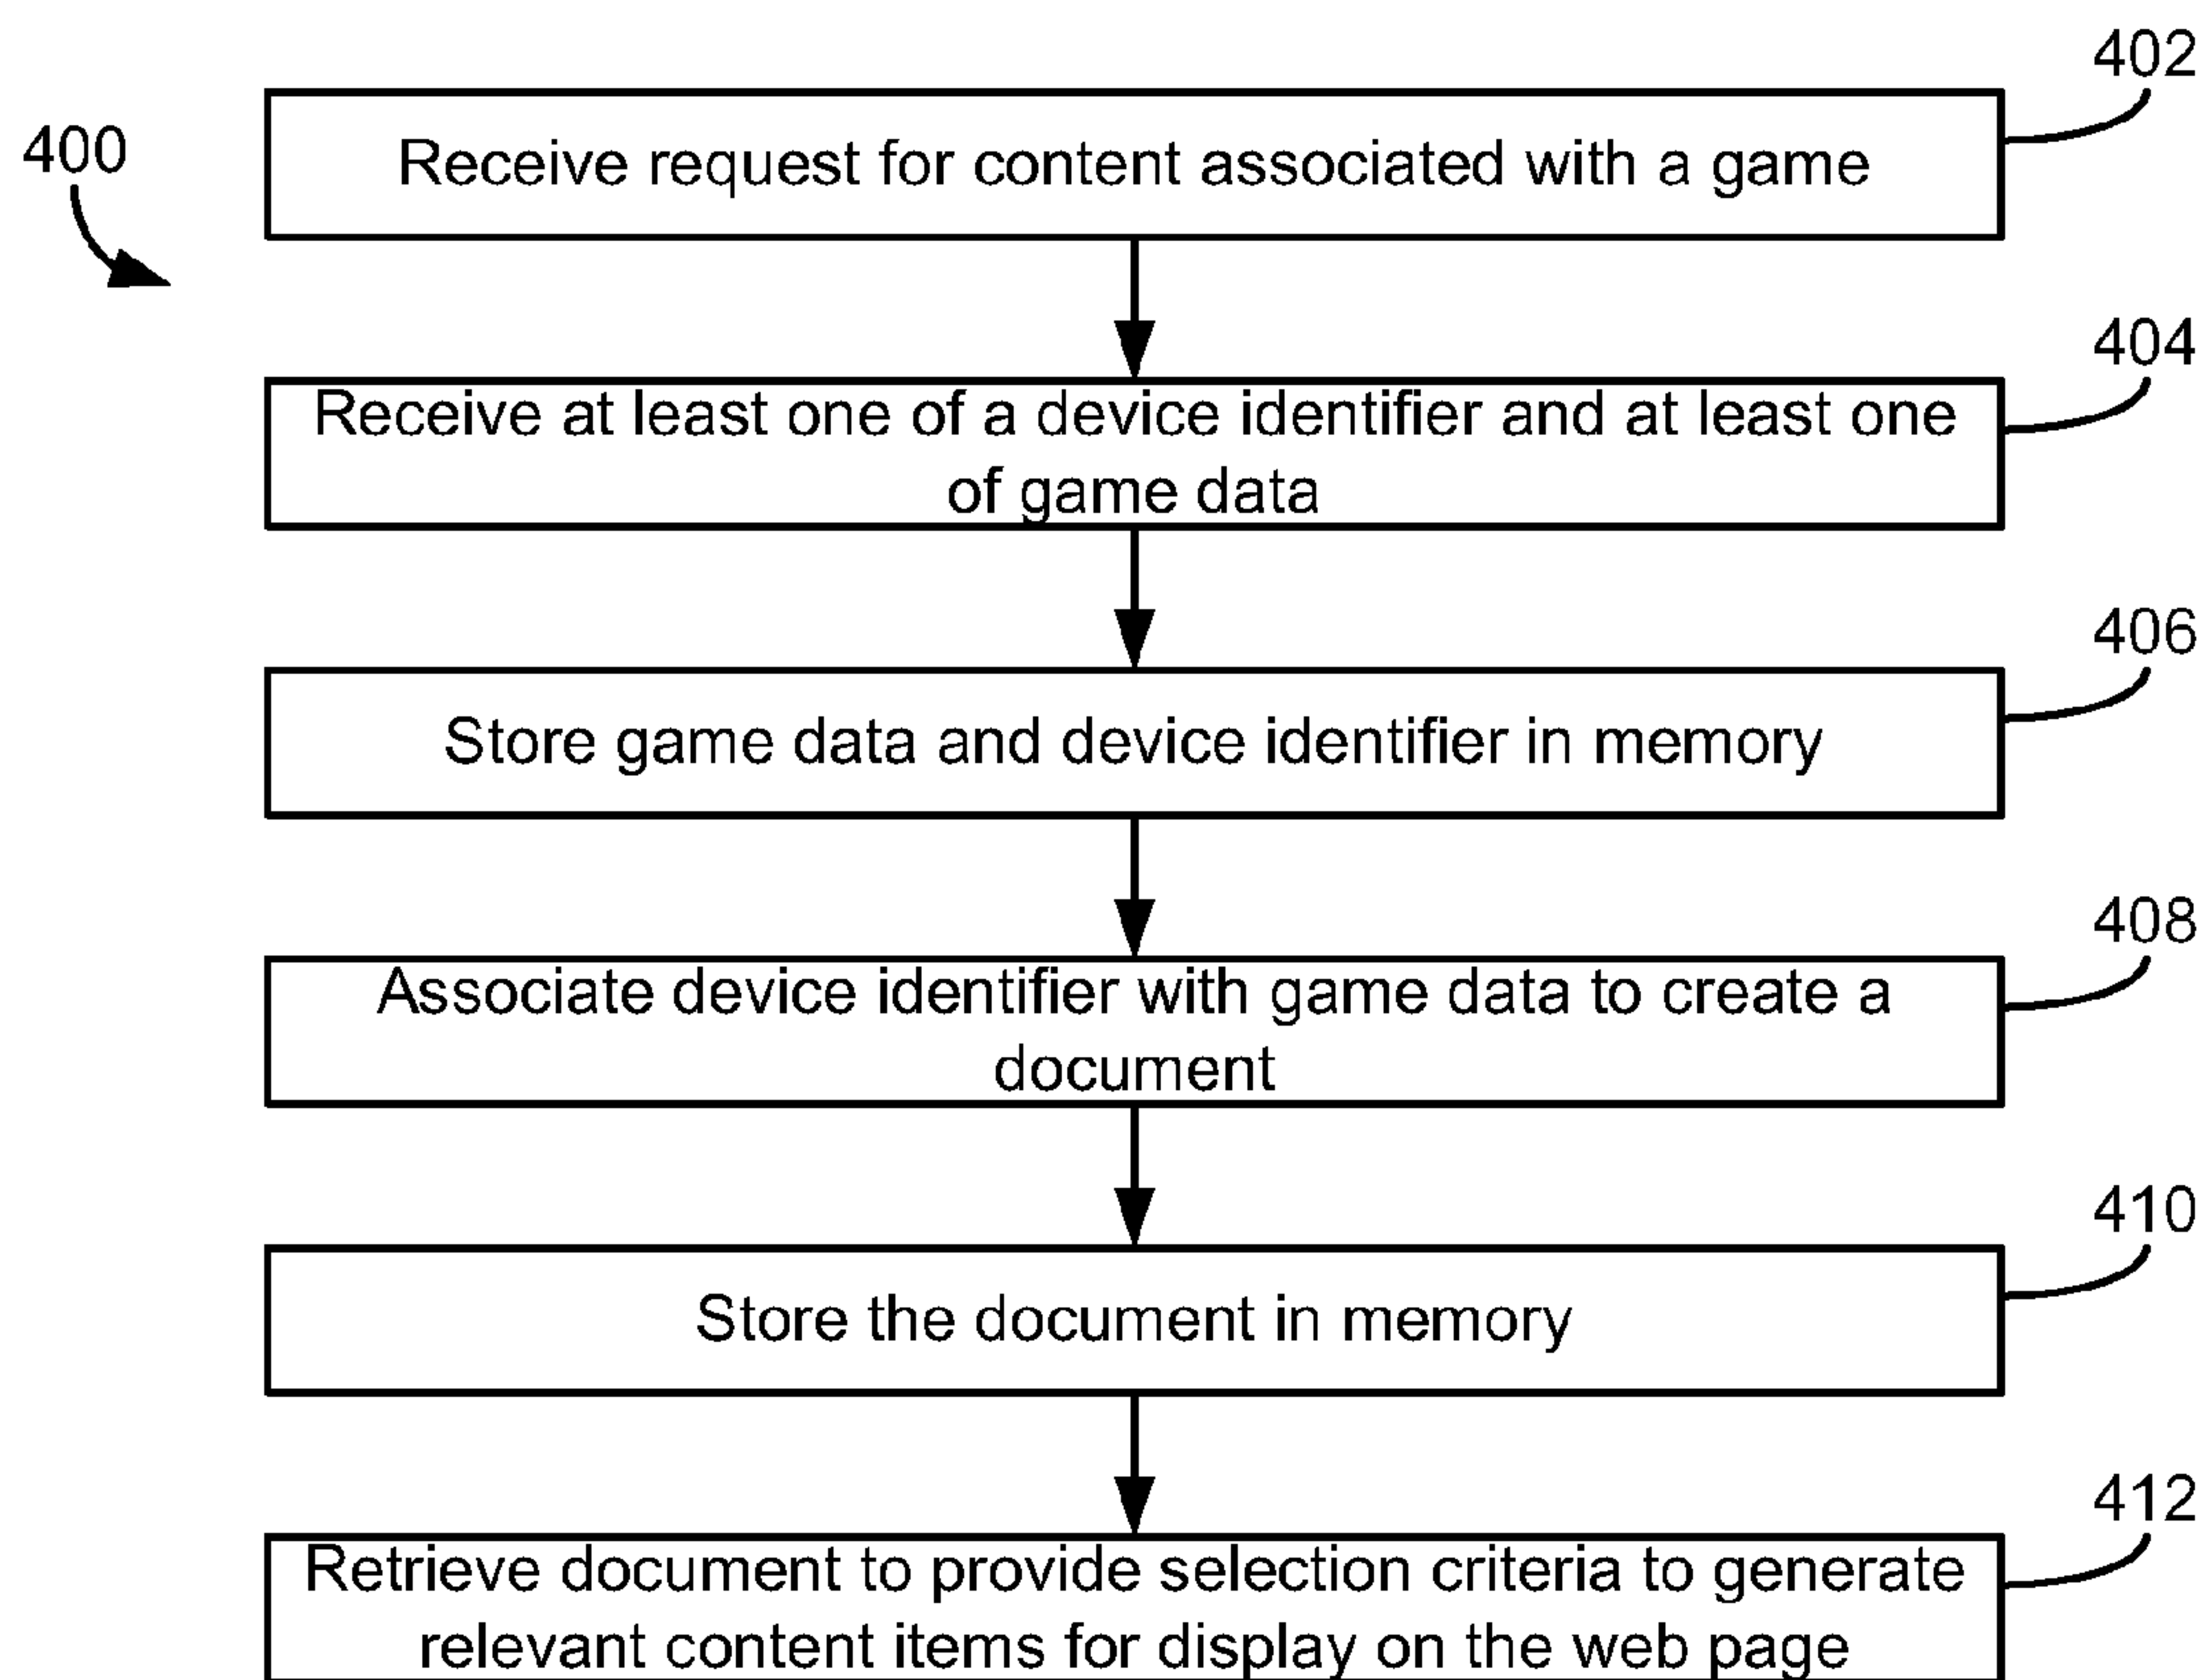 402
400
Receive request for content associated with a game
404
Receive at least one of a device identifier and at least one
of game data
406
Store game data and device identifier in memory
408
Associate device identifier with game data to create a
document
410
Store the document in memory
412
Retrieve document to provide selection criteria to generate
relevant content items for display on the web page